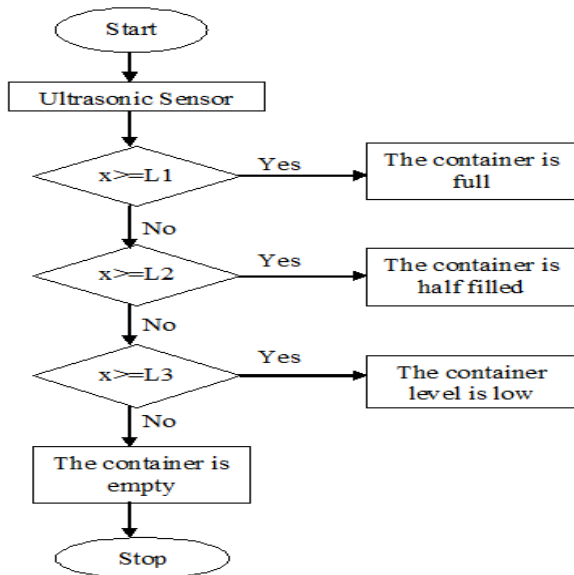 Start
Ultrasonic Sensor
x>=L1
Yes
The container is
full
No
x>=L2
Yes
The container is
half filled
No
x>=L3
Yes
The container
level is low
No
The container is
empty
Stop